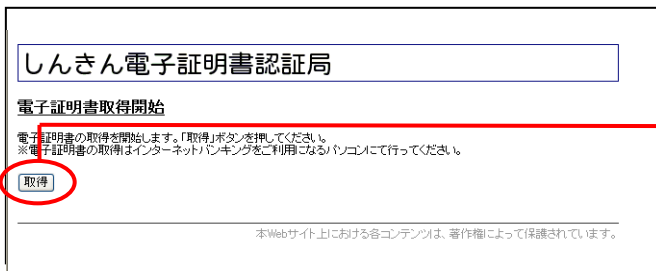 しんきん電子証明書認証局
電子証明書取得開始
電子証明書の取得を開始します。「取得」ボタンを押してください。
※電子証明書の取得はインターネットバンキングをご利用になるパソコンにて行ってください。
取得
本Webサイト上における各コンテンツは、著作権によって保護されています。